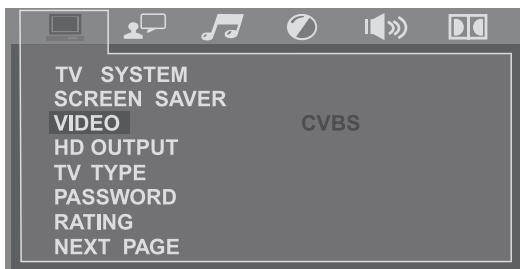 TV SYSTEM
SCREEN SAVER
VIDEO CVBS
HD OUTPUT
TV TYPE
PASSWORD
RATING
NEXT PAGE